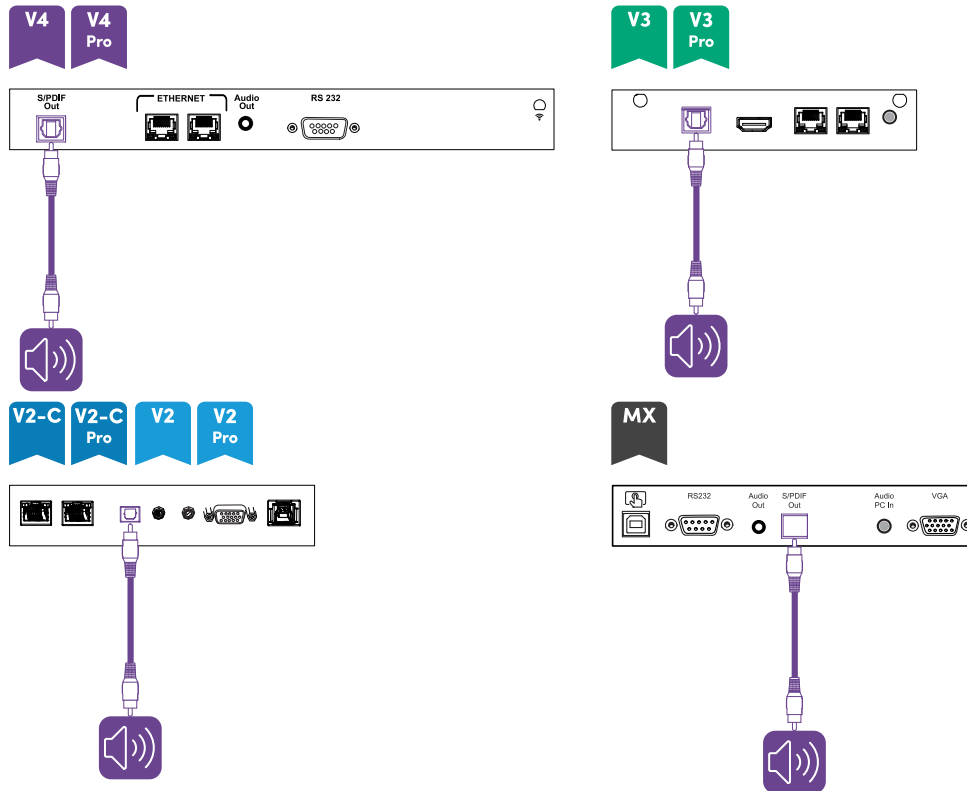 V4
V4
Pro
S/PDIF
Out
ETHERNET
Audio
Out
RS 232
V3
V3
Pro
V2-C
V2-C
Pro
V2
V2
Pro
MX
RS232
Audio
Out
S/PDIF
Out
Audio
PC In
VGA